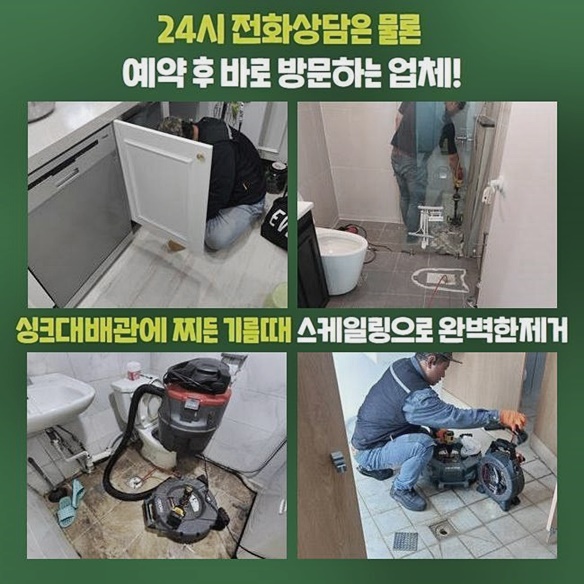 24시 전화상담은 물론
예약 후 바로 방문하는 업체!
싱크대배관에 찌든 기름때 스케일링으로 완벽한제거